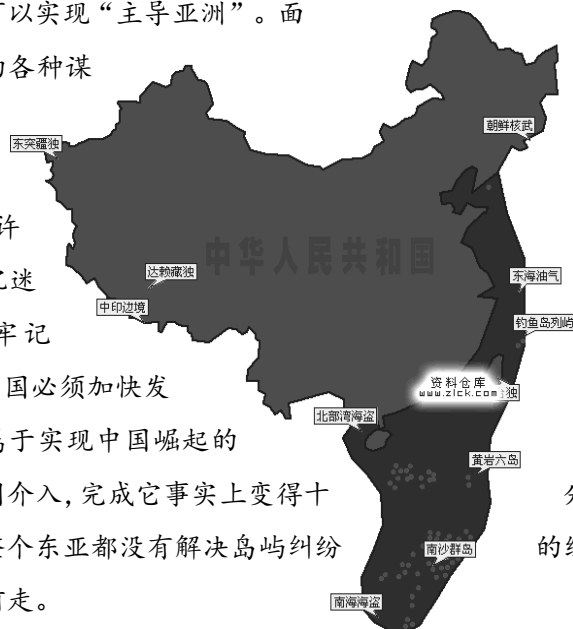 可以实现“主导亚洲”。面
的各种谋
朝鲜核武
东突疆独
许
中华人民共和国
达赖藏独
东海油气
迷
中印边境
牢记
钓鱼岛列屿
国必须加快发
资料仓库
www.zlck.com
独
北部湾海盗
于实现中国崛起的
黄岩六岛
介入,完成它事实上变得十
个东亚都没有解决岛屿纠纷
的
南沙群岛
走。
南海海盗